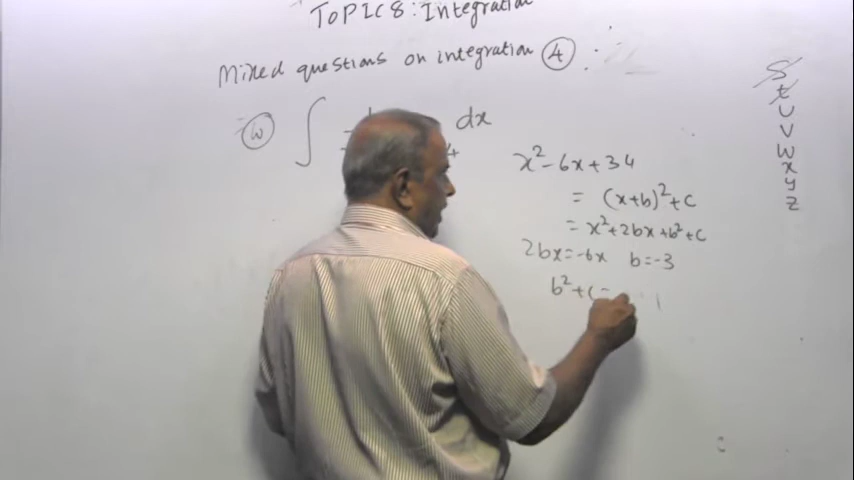 TOPIC 8: Integration
Mixed questions on integration 4
w ∫ dx
x²-6x+34
= (x+b)²+c
= x²+2bx+b²+c
2bx=-6x b=-3
b²+c=
S
t
U
V
W
x
y
z